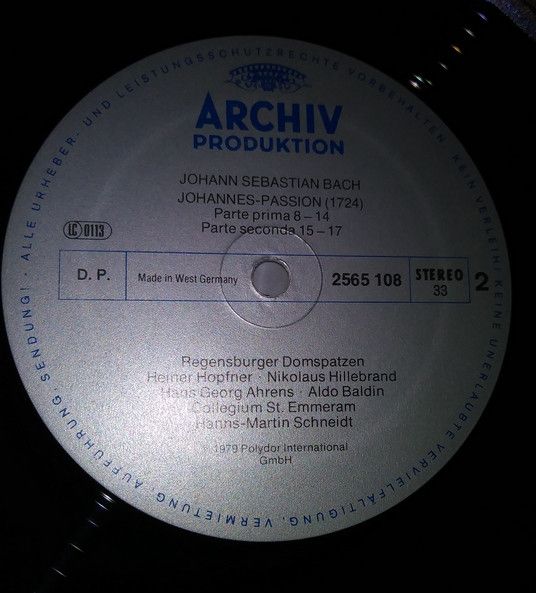 ALLE URHEBER- UND LEISTUNGSSCHUTZRECHTE VORBEHALTEN. KEIN VERLEIH! KEINE UNERLAUBTE VERVIELFÄLTIGUNG, VERMIETUNG, AUFFÜHRUNG, SENDUNG! ·
ARCHIV
PRODUKTION
JOHANN SEBASTIAN BACH
JOHANNES-PASSION (1724)
Parte prima 8 – 14
Parte seconda 15 – 17
LC 0113
D. P.
Made in West Germany
2565 108
STEREO
33
2
Regensburger Domspatzen
Heiner Hopfner · Nikolaus Hillebrand
Hans Georg Ahrens · Aldo Baldin
Collegium St. Emmeram
Hanns-Martin Schneidt
℗ 1979 Polydor International
GmbH